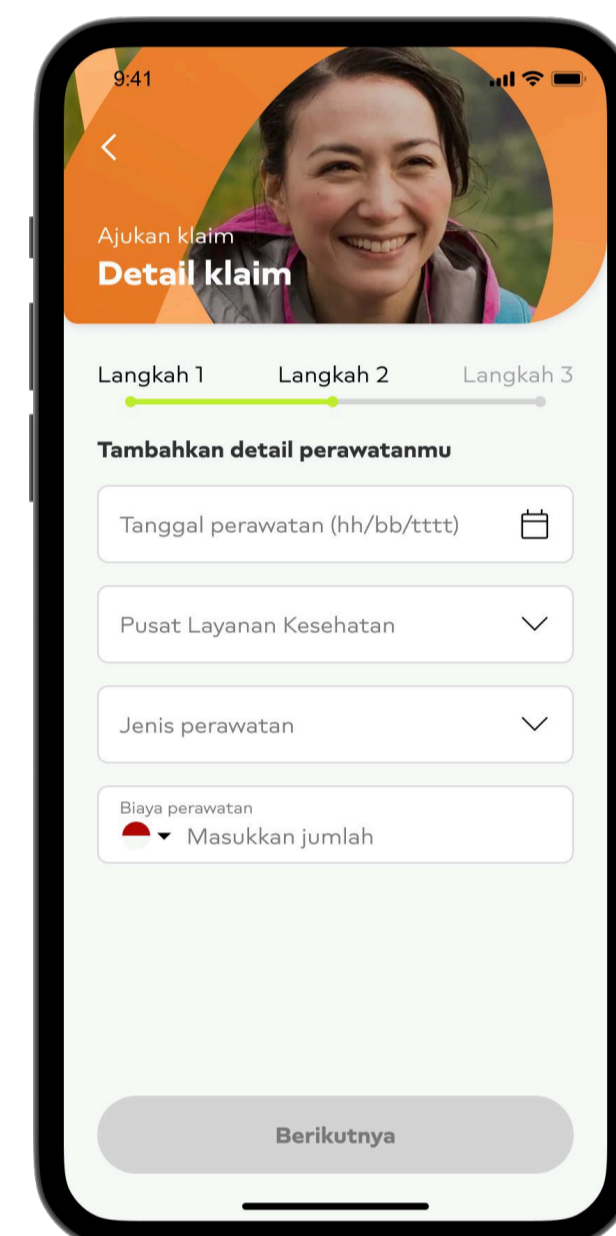 9:41
Ajukan klaim
Detail klaim
Langkah 1 Langkah 2 Langkah 3
Tambahkan detail perawatanmu
Tanggal perawatan (hh/bb/tttt)
Pusat Layanan Kesehatan
Jenis perawatan
Biaya perawatan
Masukkan jumlah
Berikutnya